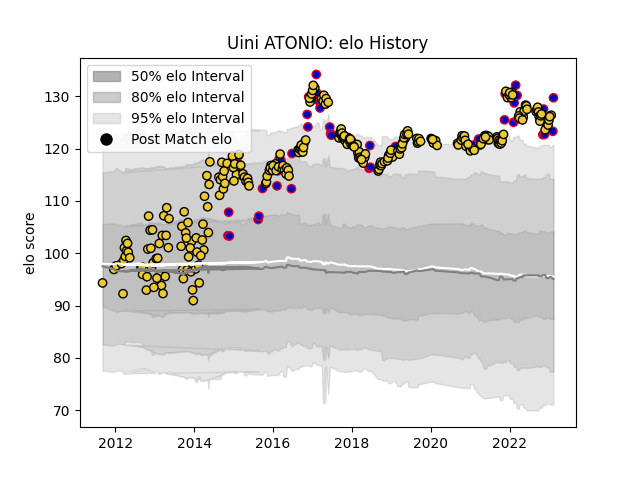 Uini ATONIO: elo History
50% elo Interval
80% elo Interval
95% elo Interval
Post Match elo
elo score
130
120
110
100
90
80
70
2012
2014
2016
2018
2020
2022